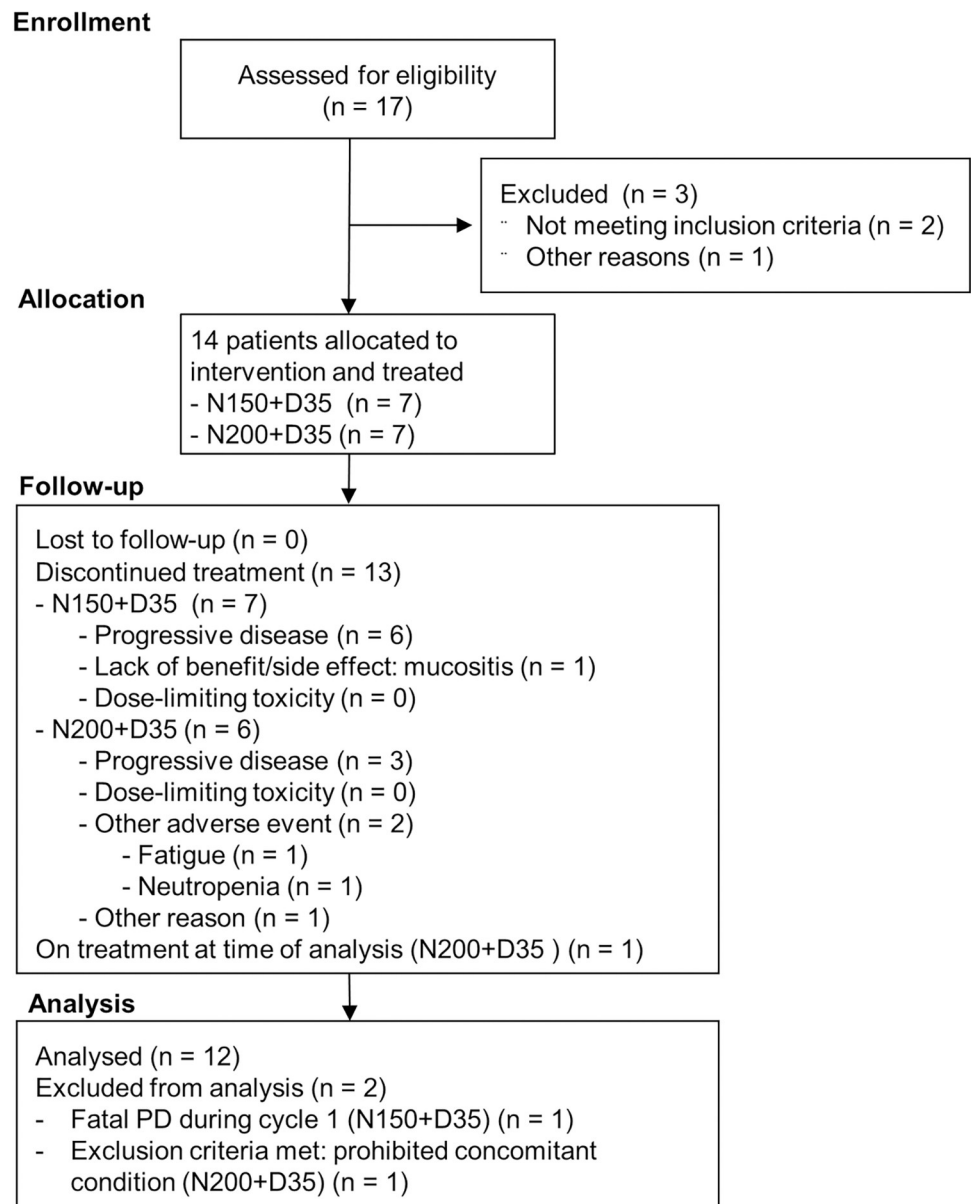 Enrollment
Assessed for eligibility
(n = 17)
Excluded (n = 3)
¨ Not meeting inclusion criteria (n = 2)
¨ Other reasons (n = 1)
Allocation
14 patients allocated to
intervention and treated
- N150+D35 (n = 7)
- N200+D35 (n = 7)
Follow-up
Lost to follow-up (n = 0)
Discontinued treatment (n = 13)
- N150+D35 (n = 7)
- Progressive disease (n = 6)
- Lack of benefit/side effect: mucositis (n = 1)
- Dose-limiting toxicity (n = 0)
- N200+D35 (n = 6)
- Progressive disease (n = 3)
- Dose-limiting toxicity (n = 0)
- Other adverse event (n = 2)
- Fatigue (n = 1)
- Neutropenia (n = 1)
- Other reason (n = 1)
On treatment at time of analysis (N200+D35 ) (n = 1)
Analysis
Analysed (n = 12)
Excluded from analysis (n = 2)
- Fatal PD during cycle 1 (N150+D35) (n = 1)
- Exclusion criteria met: prohibited concomitant
condition (N200+D35) (n = 1)